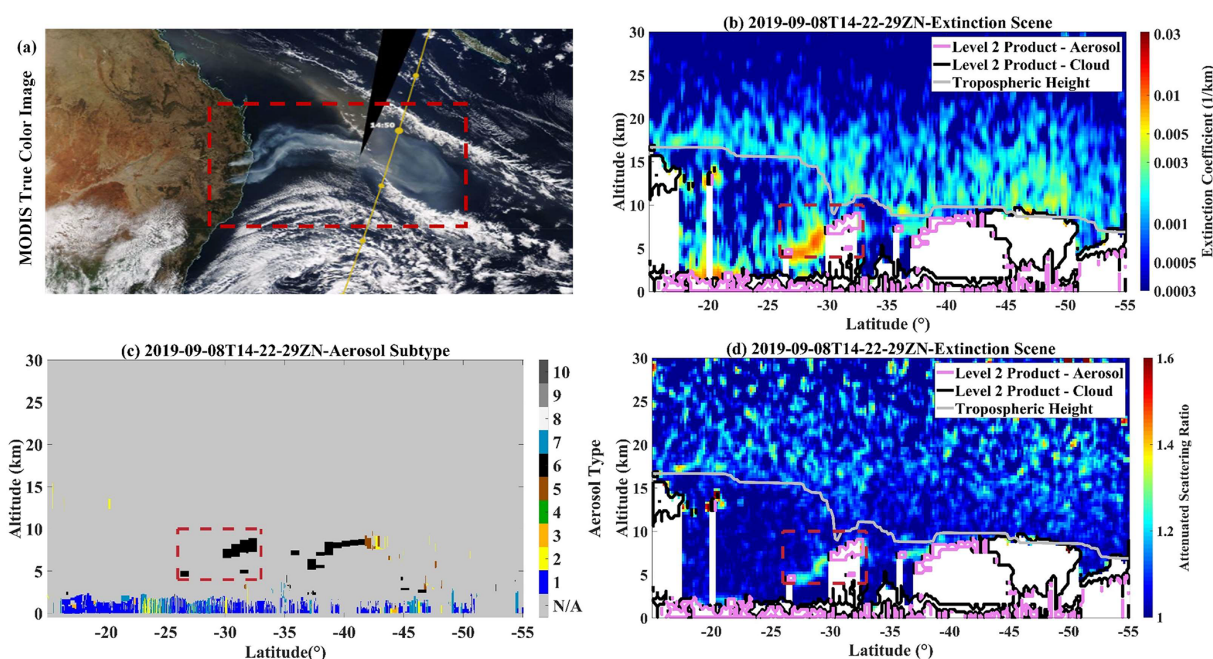 (a)
MODIS True Color Image
14:50
(b) 2019-09-08T14-22-29ZN-Extinction Scene
Level 2 Product - Aerosol
Level 2 Product - Cloud
Tropospheric Height
30
25
20
15
10
5
0
Altitude (km)
-20 -25 -30 -35 -40 -45 -50 -55
Latitude (°)
0.03
0.01
0.005
0.003
0.001
0.0005
0.0003
Extinction Coefficient (1/km)
(c) 2019-09-08T14-22-29ZN-Aerosol Subtype
30
25
20
15
10
5
0
Altitude (km)
-20 -25 -30 -35 -40 -45 -50 -55
Latitude(°)
10
9
8
7
6
5
4
3
2
1
N/A
Aerosol Type
(d) 2019-09-08T14-22-29ZN-Extinction Scene
Level 2 Product - Aerosol
Level 2 Product - Cloud
Tropospheric Height
30
25
20
15
10
5
0
Altitude (km)
-20 -25 -30 -35 -40 -45 -50 -55
Latitude (°)
1.6
1.4
1.2
1
Attenuated Scattering Ratio